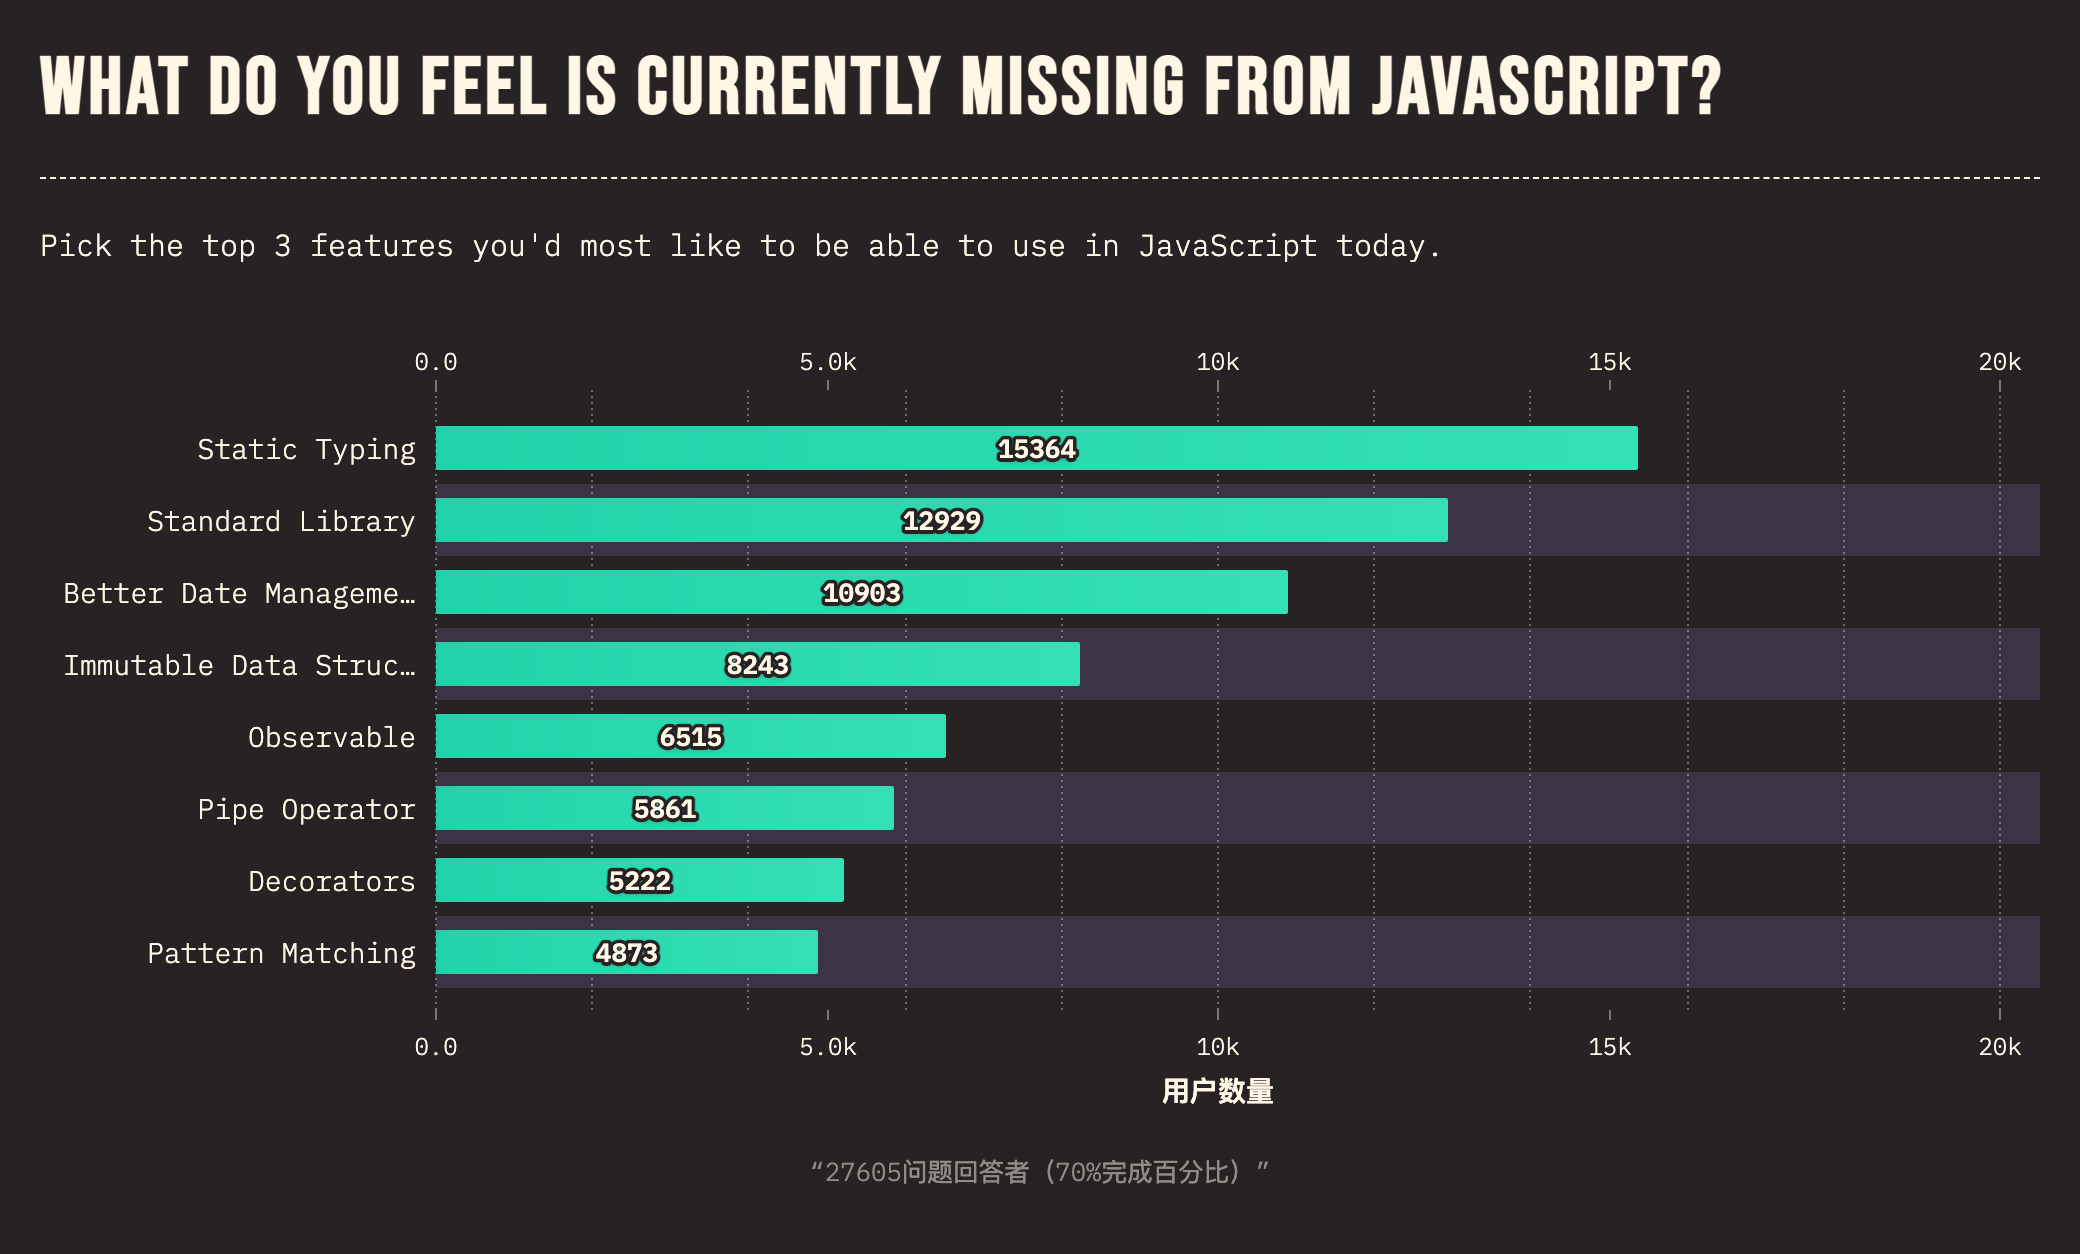 WHAT DO YOU FEEL IS CURRENTLY MISSING FROM JAVASCRIPT?
Pick the top 3 features you'd most like to be able to use in JavaScript today.
0.0 5.0k 10k 15k 20k
Static Typing 15364
Standard Library 12929
Better Date Manageme… 10903
Immutable Data Struc… 8243
Observable 6515
Pipe Operator 5861
Decorators 5222
Pattern Matching 4873
0.0 5.0k 10k 15k 20k
用户数量
“27605问题回答者（70%完成百分比）”